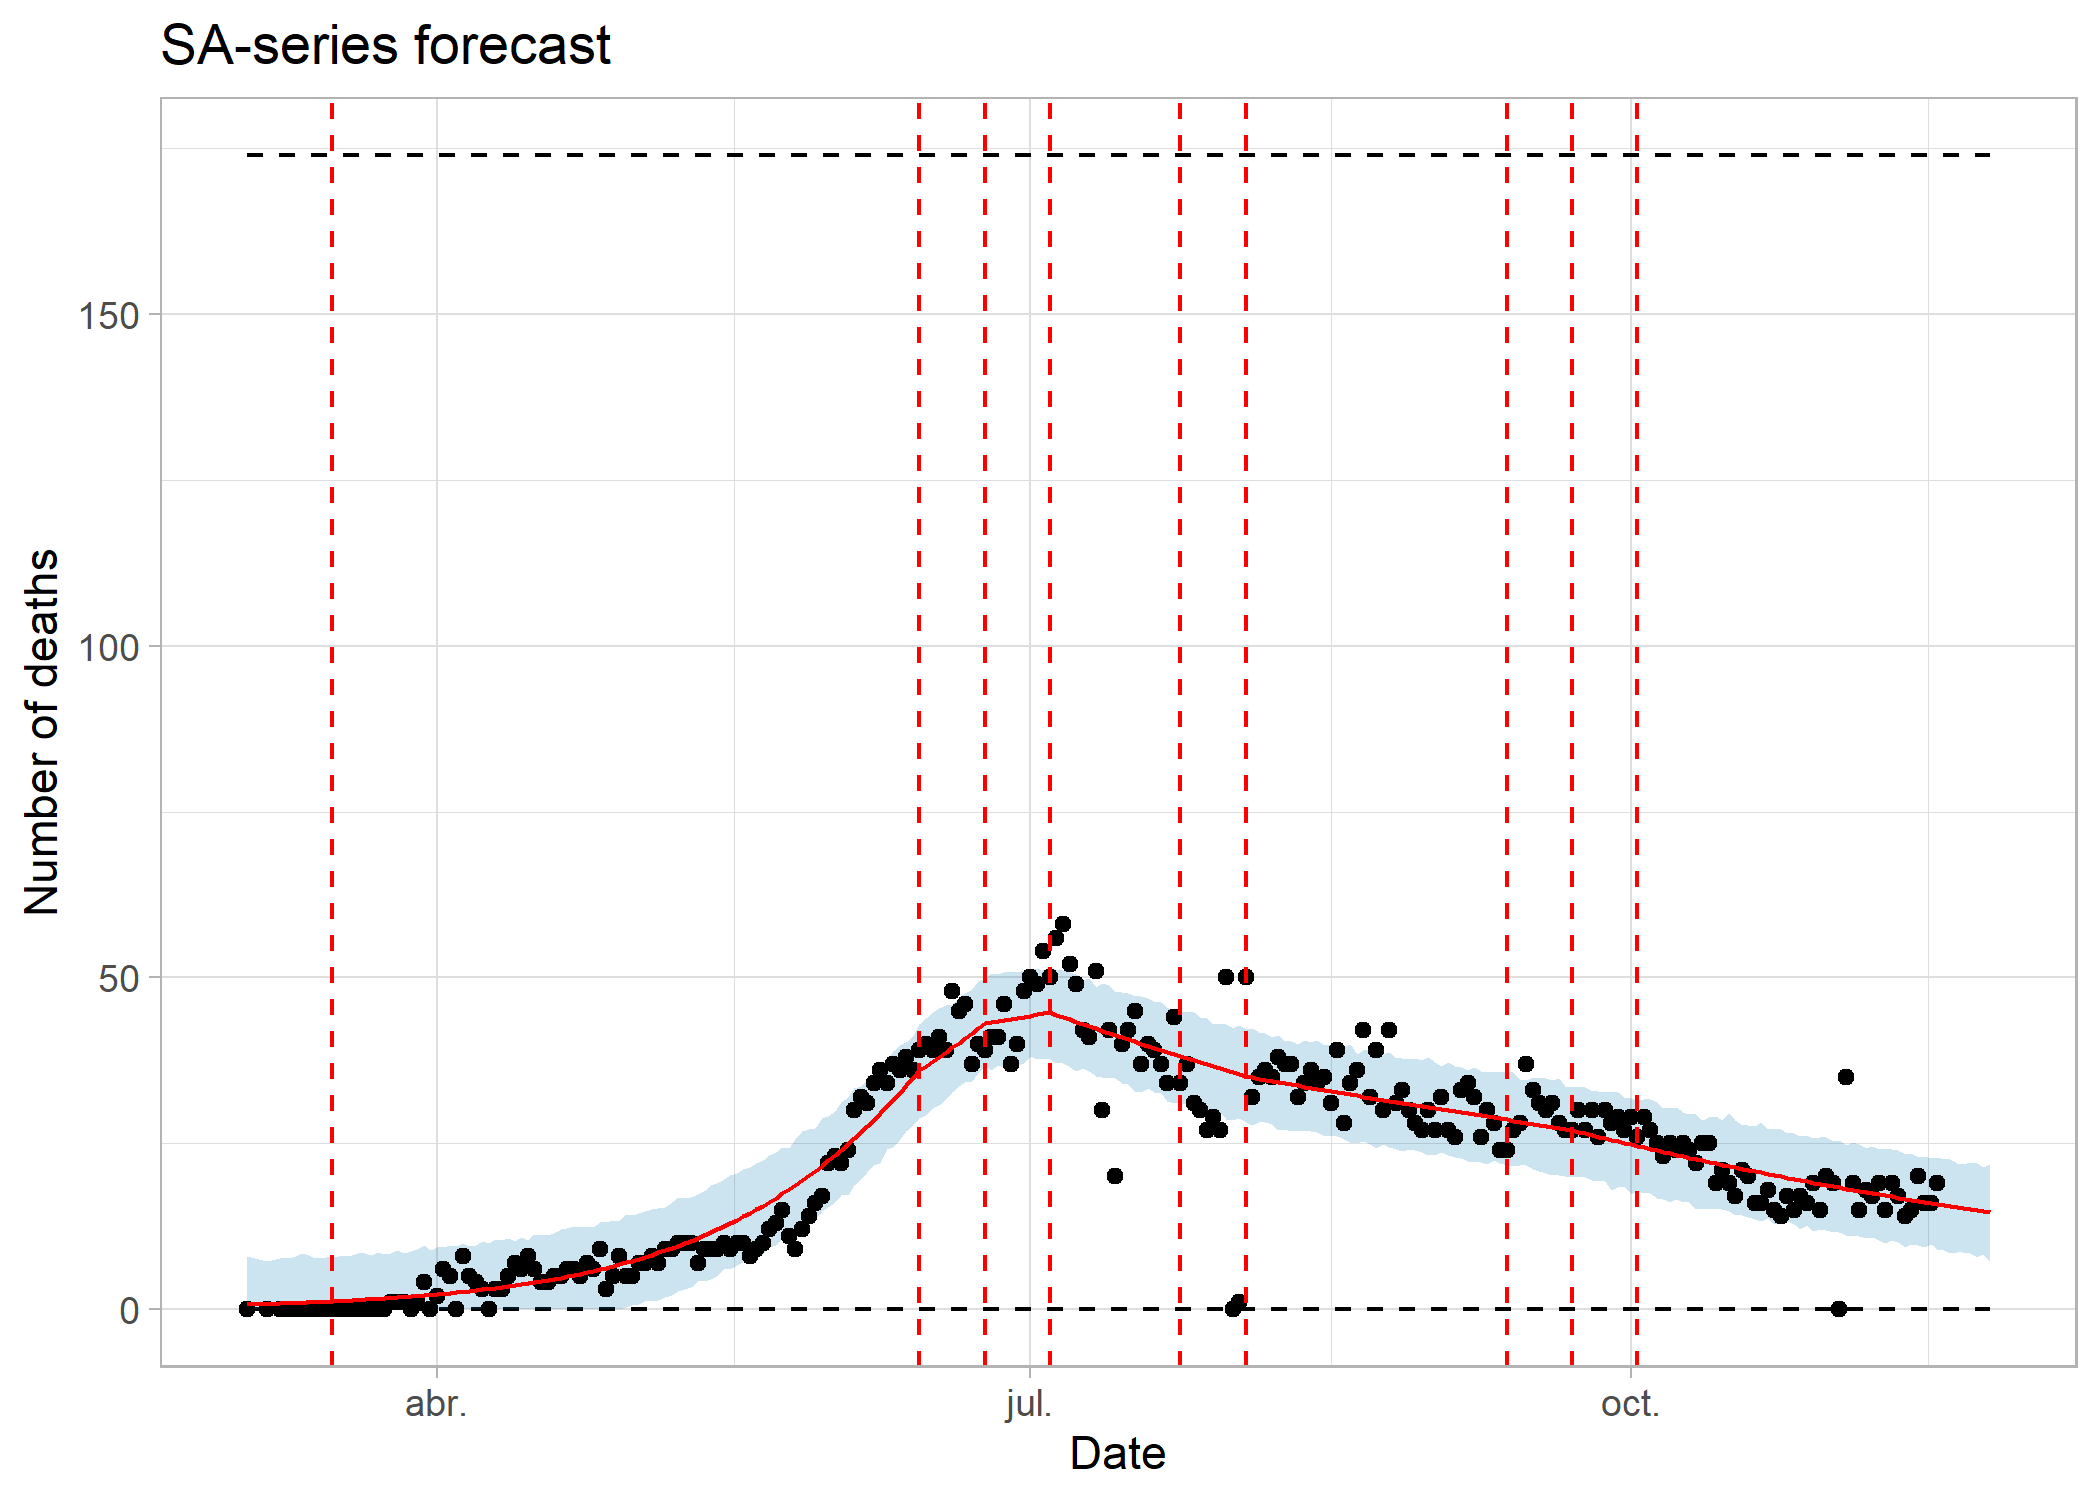 SA-series forecast
Number of deaths
150
100
50
0
abr.
jul.
oct.
Date